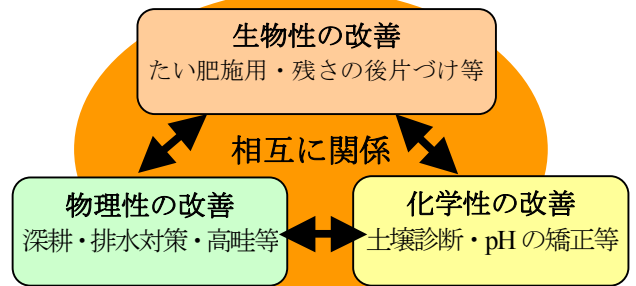 生物性の改善
たい肥施用・残さの後片づけ等
相互に関係
物理性の改善
深耕・排水対策・高畦等
化学性の改善
土壌診断・pHの矯正等